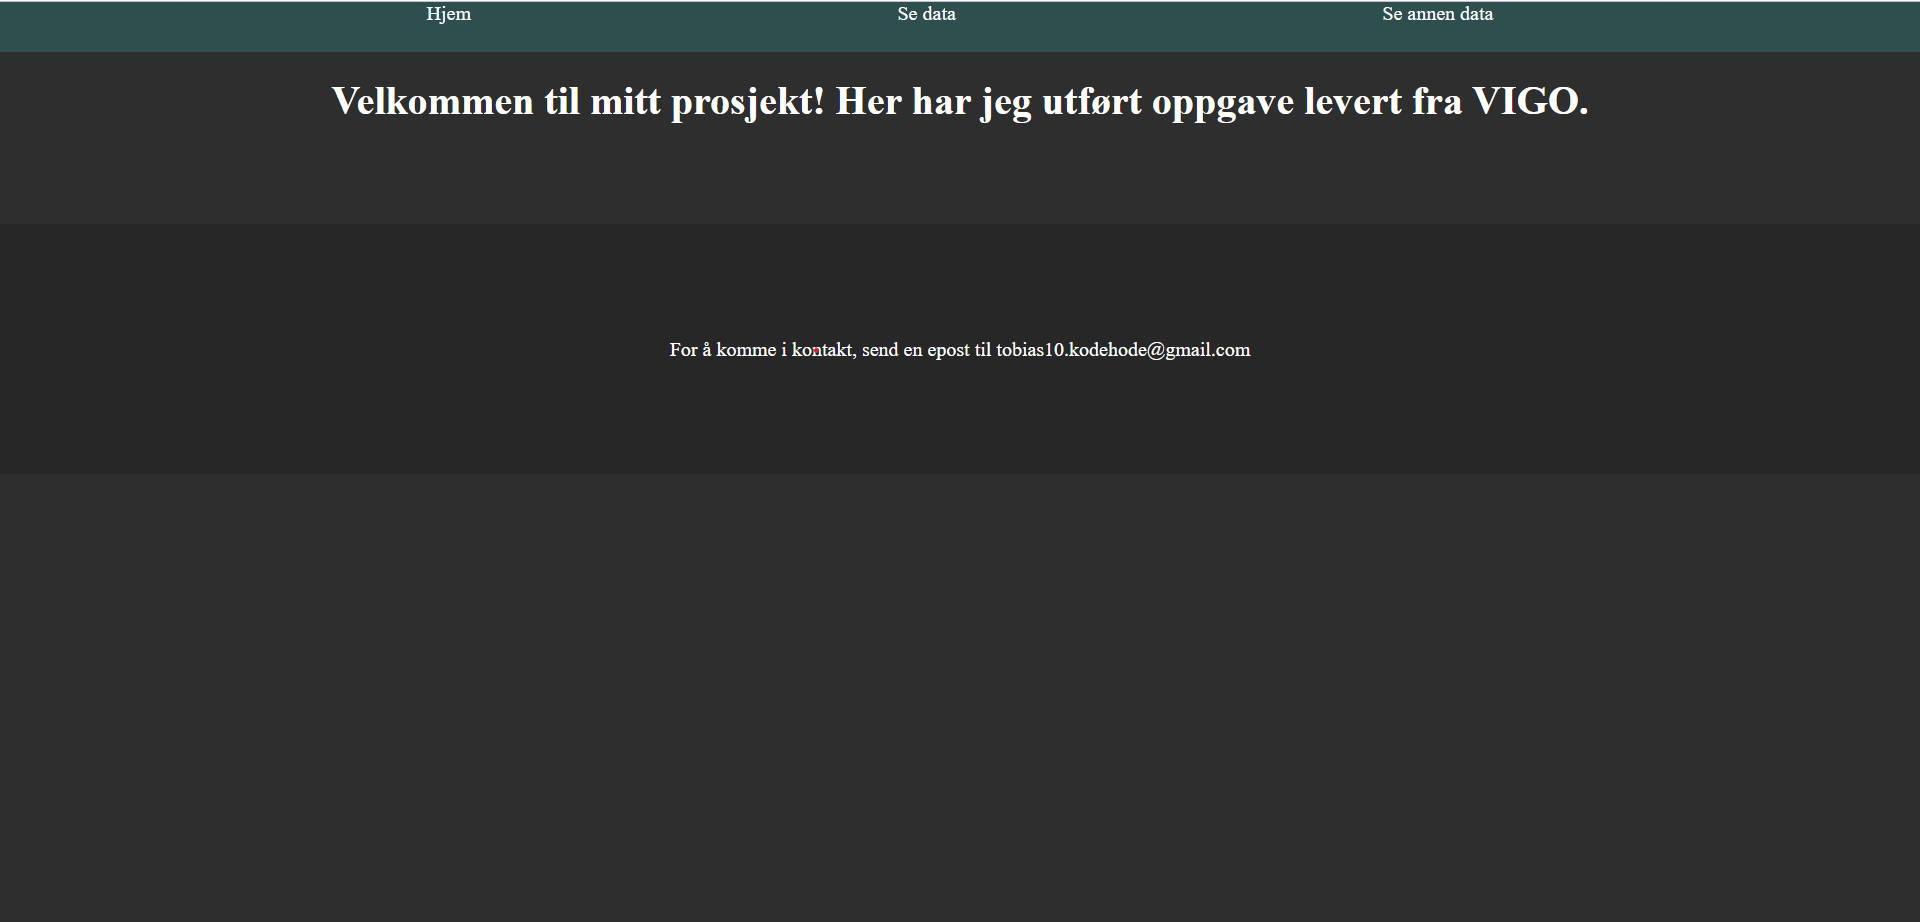 Hjem Se data Se annen data
Velkommen til mitt prosjekt! Her har jeg utført oppgave levert fra VIGO.
For å komme i kontakt, send en epost til tobias10.kodehode@gmail.com